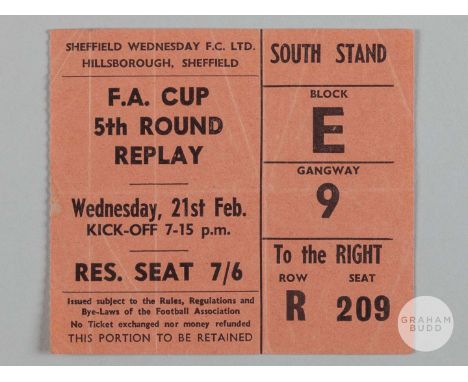 SHEFFIELD WEDNESDAY F.C. LTD.
HILLSBOROUGH, SHEFFIELD
F.A. CUP
5th ROUND
REPLAY
Wednesday, 21st Feb.
KICK-OFF 7-15 p.m.
RES. SEAT 7/6
Issued subject to the Rules, Regulations and
Bye-Laws of the Football Association
No Ticket exchanged nor money refunded
THIS PORTION TO BE RETAINED
SOUTH STAND
BLOCK
E
GANGWAY
9
To the RIGHT
ROW SEAT
R 209
GRAHAM
BUDD